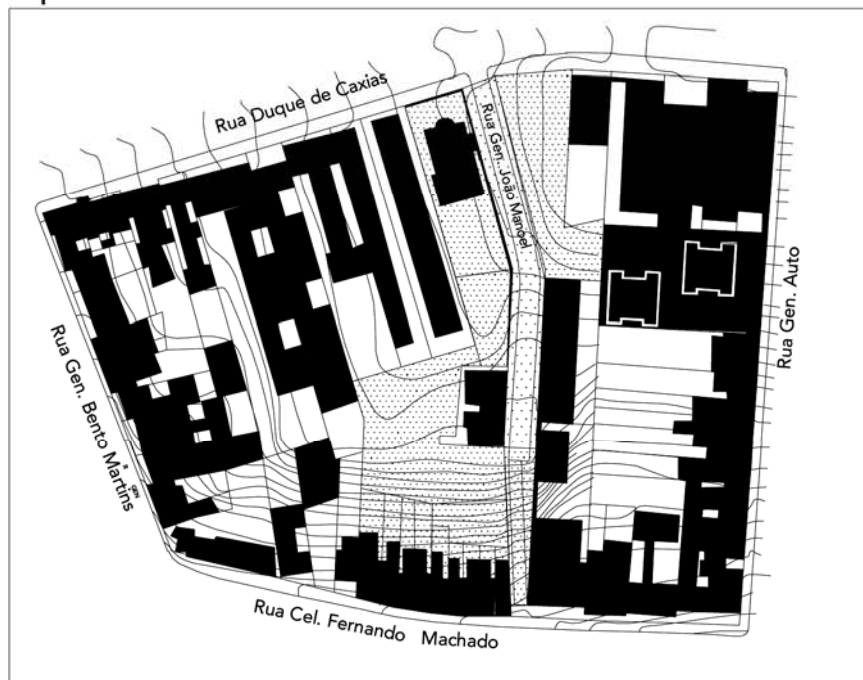 Rua Duque de Caxias
Rua Gen. João Manoel
Rua Gen. Auto
Rua Gen. Bento Martins
R
GEN
Rua Cel. Fernando Machado